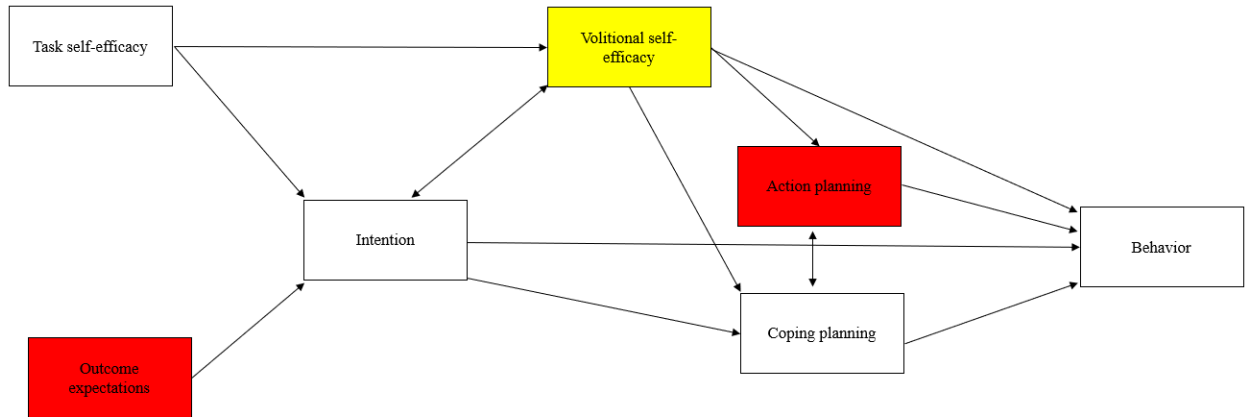 Task self-efficacy
Volitional self-
efficacy
Action planning
Intention
Behavior
Coping planning
Outcome
expectations